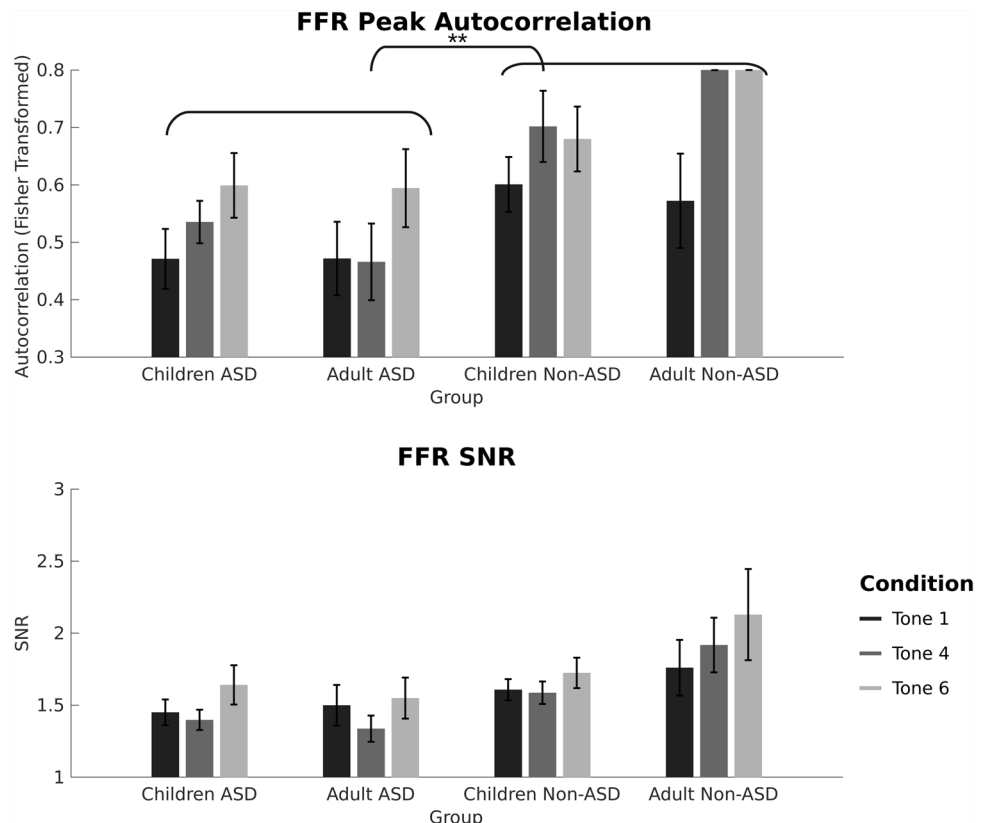 FFR Peak Autocorrelation
**
Autocorrelation (Fisher Transformed)
0.8
0.7
0.6
0.5
0.4
0.3
Children ASD Adult ASD Children Non-ASD Adult Non-ASD
Group
FFR SNR
SNR
3
2.5
2
1.5
1
Children ASD Adult ASD Children Non-ASD Adult Non-ASD
Group
Condition
Tone 1
Tone 4
Tone 6